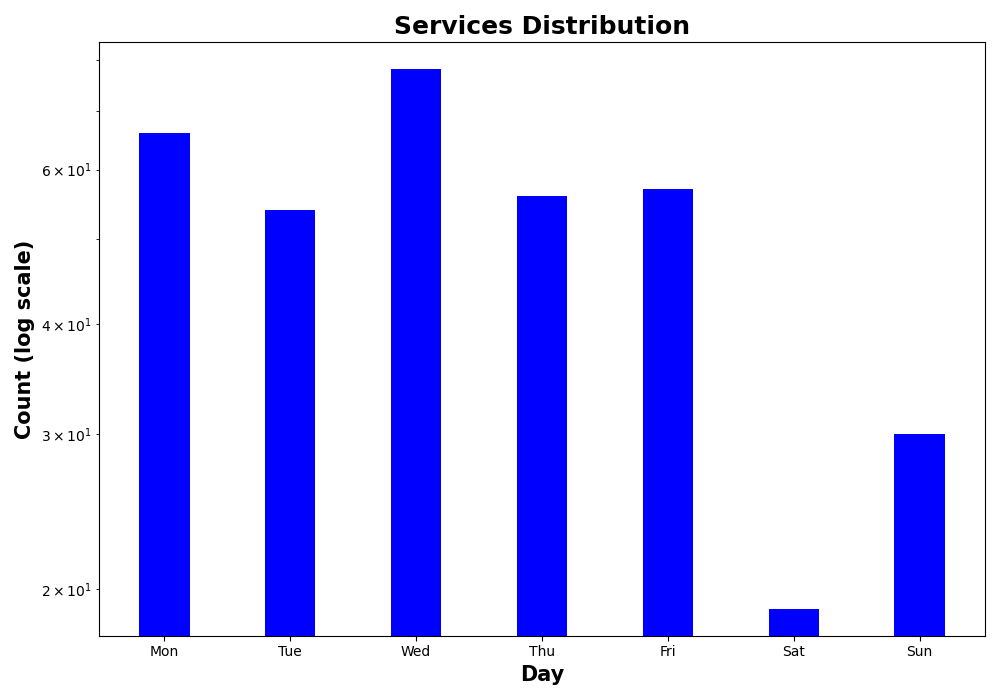 Services Distribution
Count (log scale)
6 × 10¹
4 × 10¹
3 × 10¹
2 × 10¹
Mon Tue Wed Thu Fri Sat Sun
Day